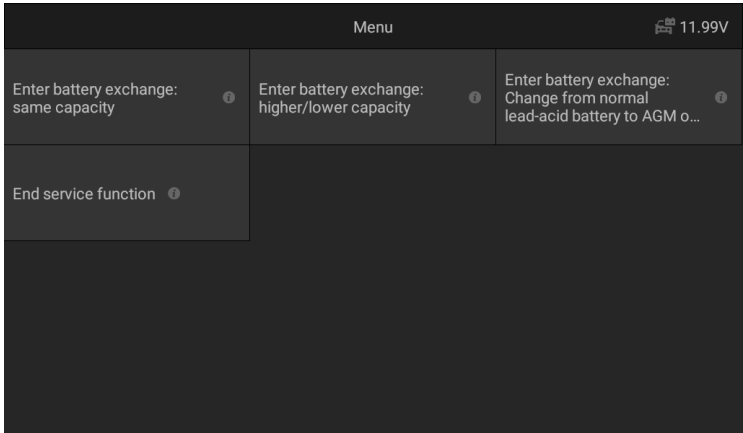 Menu
11.99V
Enter battery exchange:
same capacity
Enter battery exchange:
higher/lower capacity
Enter battery exchange:
Change from normal
lead-acid battery to AGM o...
End service function